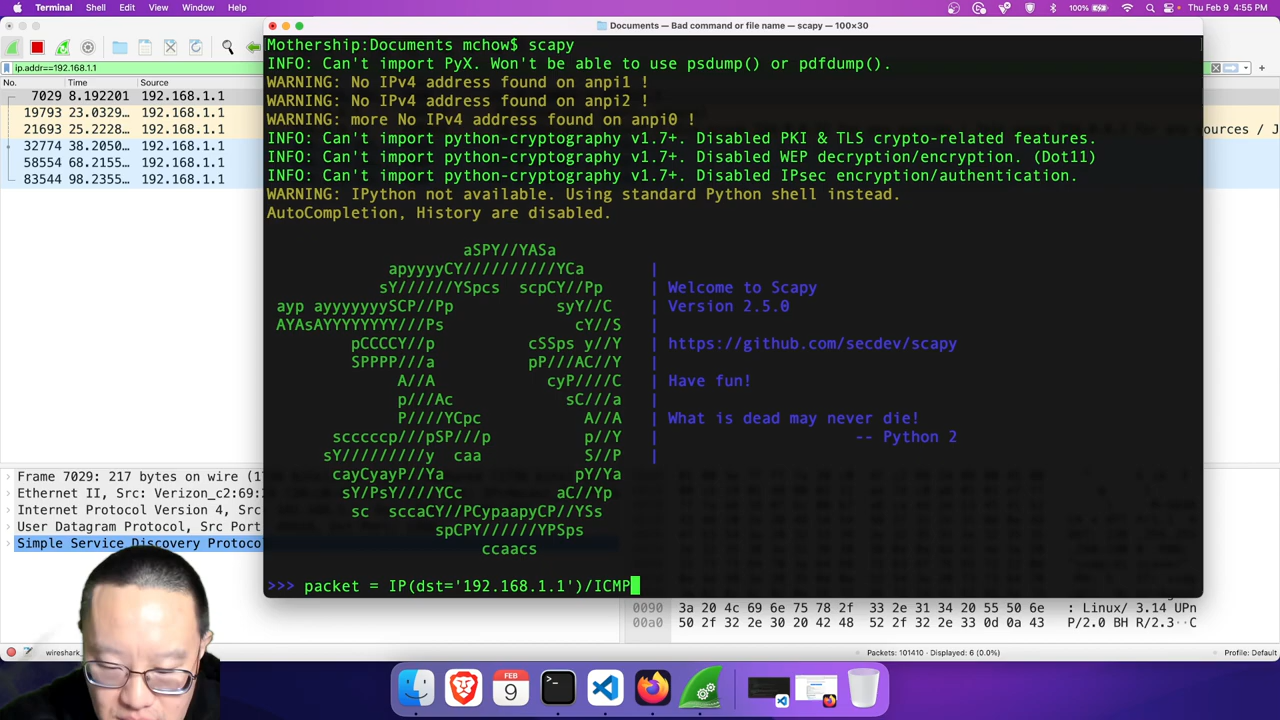 Terminal Shell Edit View Window Help
100% Thu Feb 9 4:55 PM
Documents — Bad command or file name — scapy — 100×30
ip.addr==192.168.1.1
No. Time Source
7029 8.192201 192.168.1.1
19793 23.0329… 192.168.1.1
21693 25.2228… 192.168.1.1
32774 38.2050… 192.168.1.1
58554 68.2155… 192.168.1.1
83544 98.2355… 192.168.1.1
ources / J
Mothership:Documents mchow$ scapy
INFO: Can't import PyX. Won't be able to use psdump() or pdfdump().
WARNING: No IPv4 address found on anpi1 !
WARNING: No IPv4 address found on anpi2 !
WARNING: more No IPv4 address found on anpi0 !
INFO: Can't import python-cryptography v1.7+. Disabled PKI & TLS crypto-related features.
INFO: Can't import python-cryptography v1.7+. Disabled WEP decryption/encryption. (Dot11)
INFO: Can't import python-cryptography v1.7+. Disabled IPsec encryption/authentication.
WARNING: IPython not available. Using standard Python shell instead.
AutoCompletion, History are disabled.
aSPY//YASa
apyyyyCY//////////YCa |
sY//////YSpcs scpCY//Pp | Welcome to Scapy
ayp ayyyyyyySCP//Pp syY//C | Version 2.5.0
AYAsAYYYYYYYY///Ps cY//S |
pCCCCY//p cSSps y//Y | https://github.com/secdev/scapy
SPPPP///a pP///AC//Y |
A//A cyP////C | Have fun!
p///Ac sC///a |
P////YCpc A//A | What is dead may never die!
scccccp///pSP///p p//Y | -- Python 2
sY/////////y caa S//P |
cayCyayP//Ya pY/Ya
sY/PsY////YCc aC//Yp
sc sccaCY//PCypaapyCP//YSs
spCPY//////YPSps
ccaacs
>>> packet = IP(dst='192.168.1.1')/ICMP
Frame 7029: 217 bytes on wire (1
Ethernet II, Src: Verizon_c2:69:
Internet Protocol Version 4, Src
User Datagram Protocol, Src Port
Simple Service Discovery Protoco
0090 3a 20 4c 69 6e 75 78 2f 33 2e 31 34 20 55 50 6e : Linux/ 3.14 UPn
00a0 50 2f 32 2e 30 20 42 48 52 2f 32 2e 33 0d 0a 43 P/2.0 BH R/2.3··C
wireshark_
Packets: 101410 · Displayed: 6 (0.0%)
Profile: Default
FEB
9